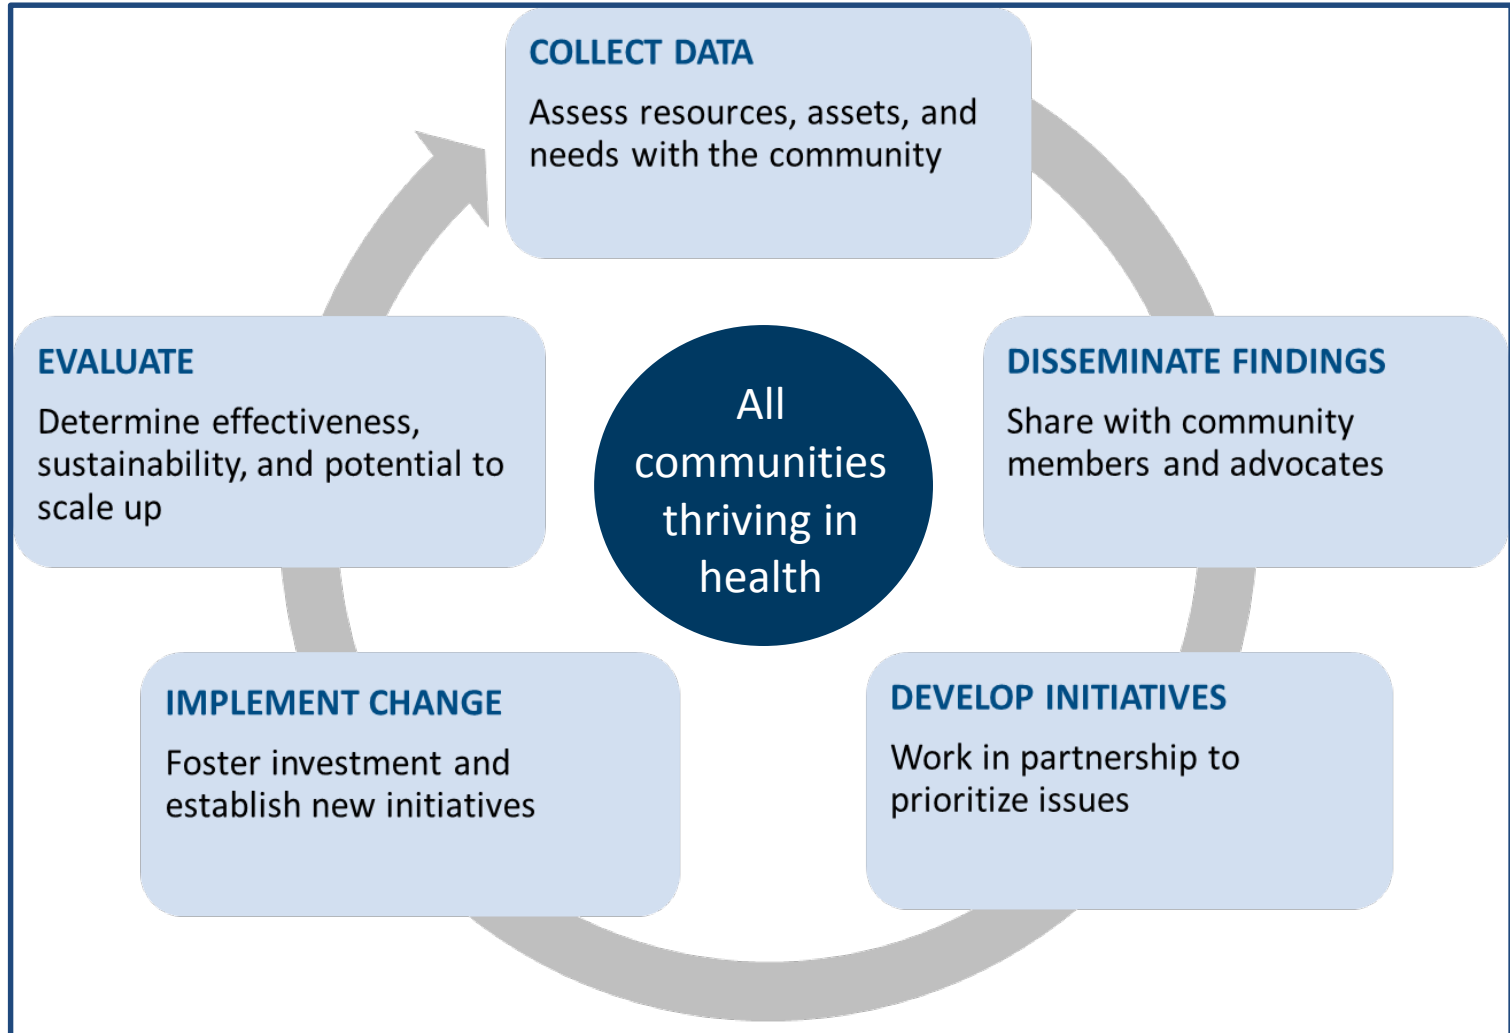 COLLECT DATA
Assess resources, assets, and
needs with the community
DISSEMINATE FINDINGS
Share with community
members and advocates
DEVELOP INITIATIVES
Work in partnership to
prioritize issues
IMPLEMENT CHANGE
Foster investment and
establish new initiatives
EVALUATE
Determine effectiveness,
sustainability, and potential to
scale up
All
communities
thriving in
health